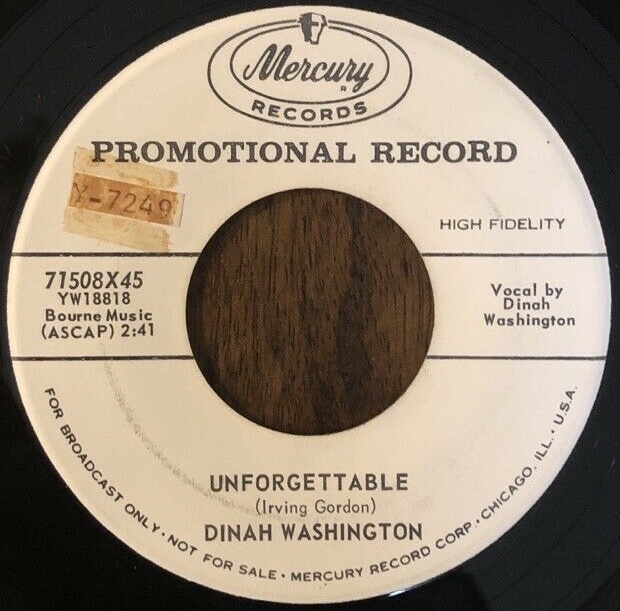 Mercury
R
RECORDS
PROMOTIONAL RECORD
Y-7249
HIGH FIDELITY
71508X45
YW18818
Bourne Music
(ASCAP) 2:41
Vocal by
Dinah
Washington
UNFORGETTABLE
(Irving Gordon)
DINAH WASHINGTON
FOR BROADCAST ONLY • NOT FOR SALE • MERCURY RECORD CORP. • CHICAGO. ILL. • U.S.A.